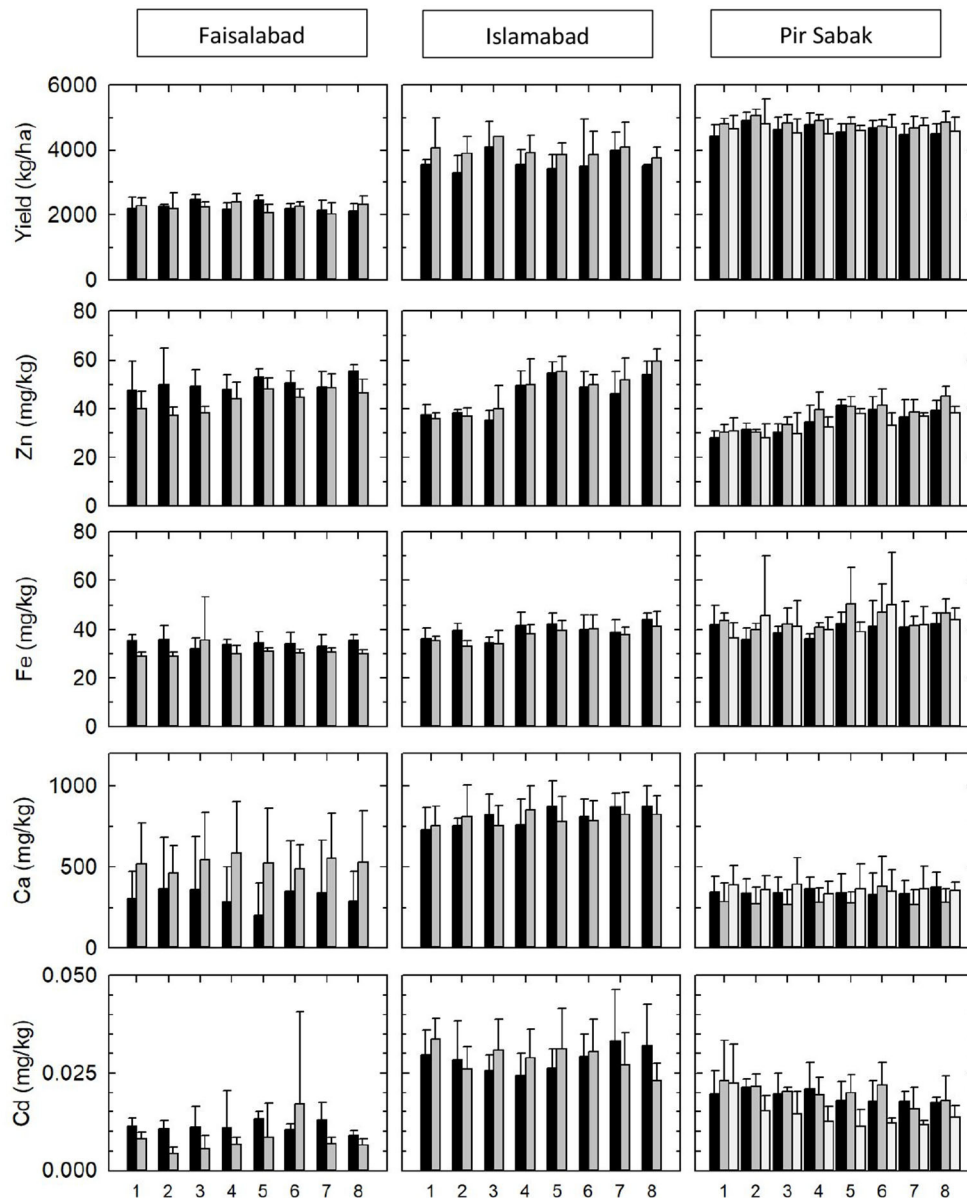 Faisalabad Islamabad Pir Sabak
Yield (kg/ha)
6000
4000
2000
0
Zn (mg/kg)
80
60
40
20
0
Fe (mg/kg)
80
60
40
20
0
Ca (mg/kg)
1000
500
0
Cd (mg/kg)
0.050
0.025
0.000
1 2 3 4 5 6 7 8 1 2 3 4 5 6 7 8 1 2 3 4 5 6 7 8